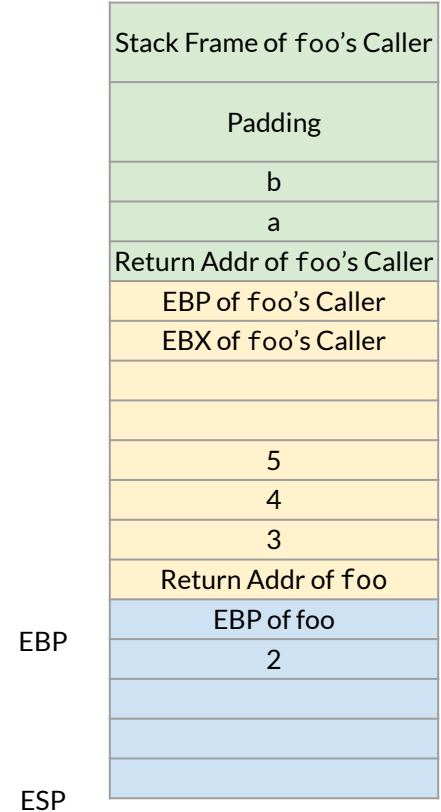 Stack Frame of foo's Caller
Padding
b
a
Return Addr of foo's Caller
EBP of foo's Caller
EBX of foo's Caller
5
4
3
Return Addr of foo
EBP of foo
EBP
2
ESP